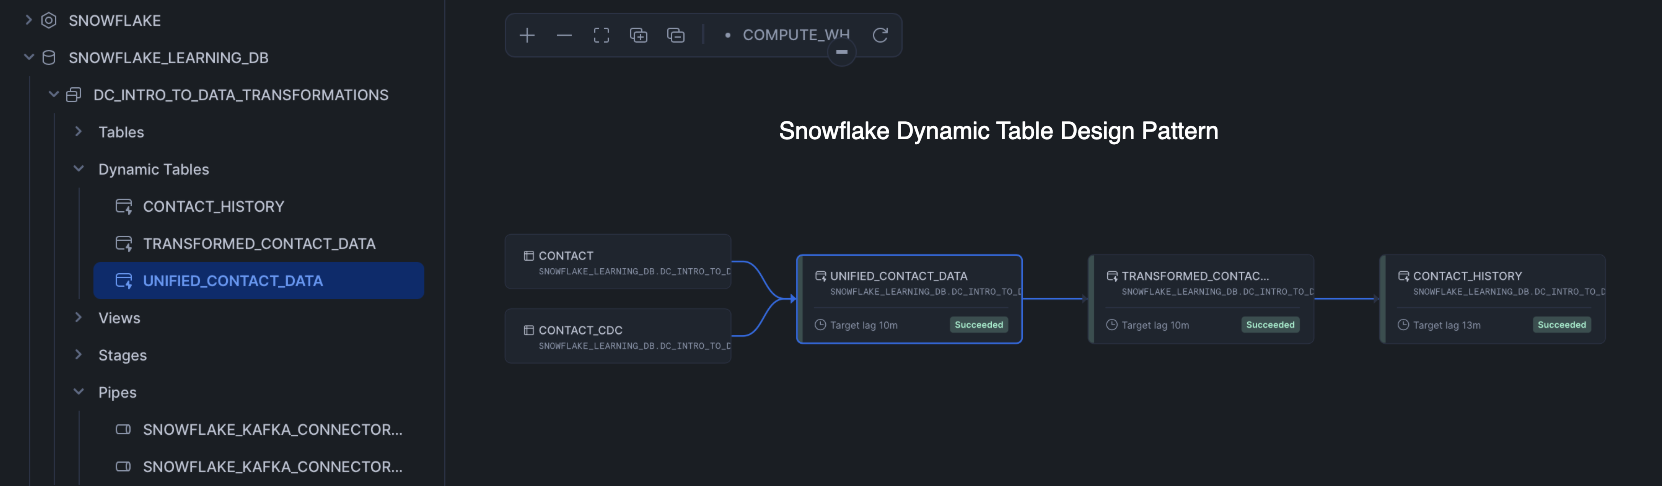 SNOWFLAKE
SNOWFLAKE_LEARNING_DB
DC_INTRO_TO_DATA_TRANSFORMATIONS
Tables
Dynamic Tables
CONTACT_HISTORY
TRANSFORMED_CONTACT_DATA
UNIFIED_CONTACT_DATA
Views
Stages
Pipes
SNOWFLAKE_KAFKA_CONNECTOR...
SNOWFLAKE_KAFKA_CONNECTOR...
COMPUTE_WH
Snowflake Dynamic Table Design Pattern
CONTACT
SNOWFLAKE_LEARNING_DB.DC_INTRO_TO_D
CONTACT_CDC
SNOWFLAKE_LEARNING_DB.DC_INTRO_TO_D
UNIFIED_CONTACT_DATA
SNOWFLAKE_LEARNING_DB.DC_INTRO_TO_D
Target lag 10m Succeeded
TRANSFORMED_CONTAC...
SNOWFLAKE_LEARNING_DB.DC_INTRO_TO_D
Target lag 10m Succeeded
CONTACT_HISTORY
SNOWFLAKE_LEARNING_DB.DC_INTRO_TO_D
Target lag 13m Succeeded